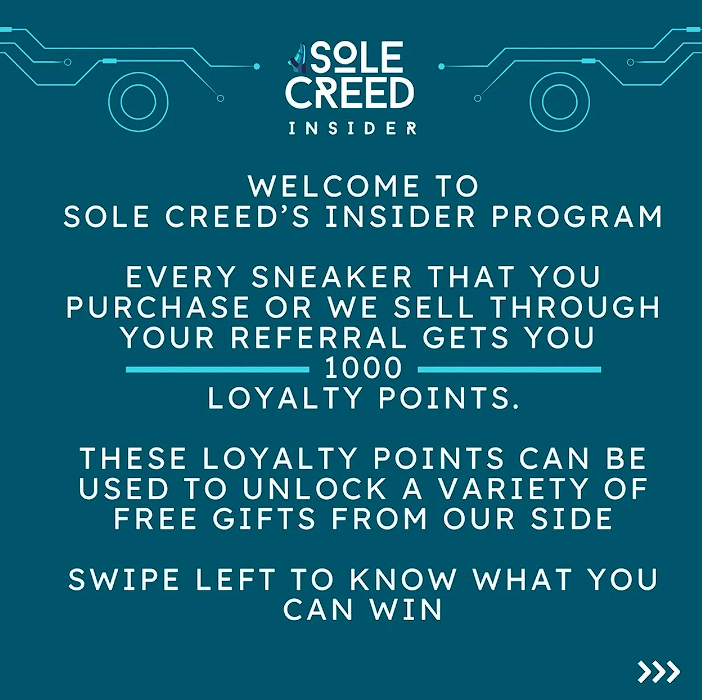 SOLE
CREED
INSIDER
WELCOME TO
SOLE CREED'S INSIDER PROGRAM
EVERY SNEAKER THAT YOU
PURCHASE OR WE SELL THROUGH
YOUR REFERRAL GETS YOU
1000
LOYALTY POINTS.
THESE LOYALTY POINTS CAN BE
USED TO UNLOCK A VARIETY OF
FREE GIFTS FROM OUR SIDE
SWIPE LEFT TO KNOW WHAT YOU
CAN WIN